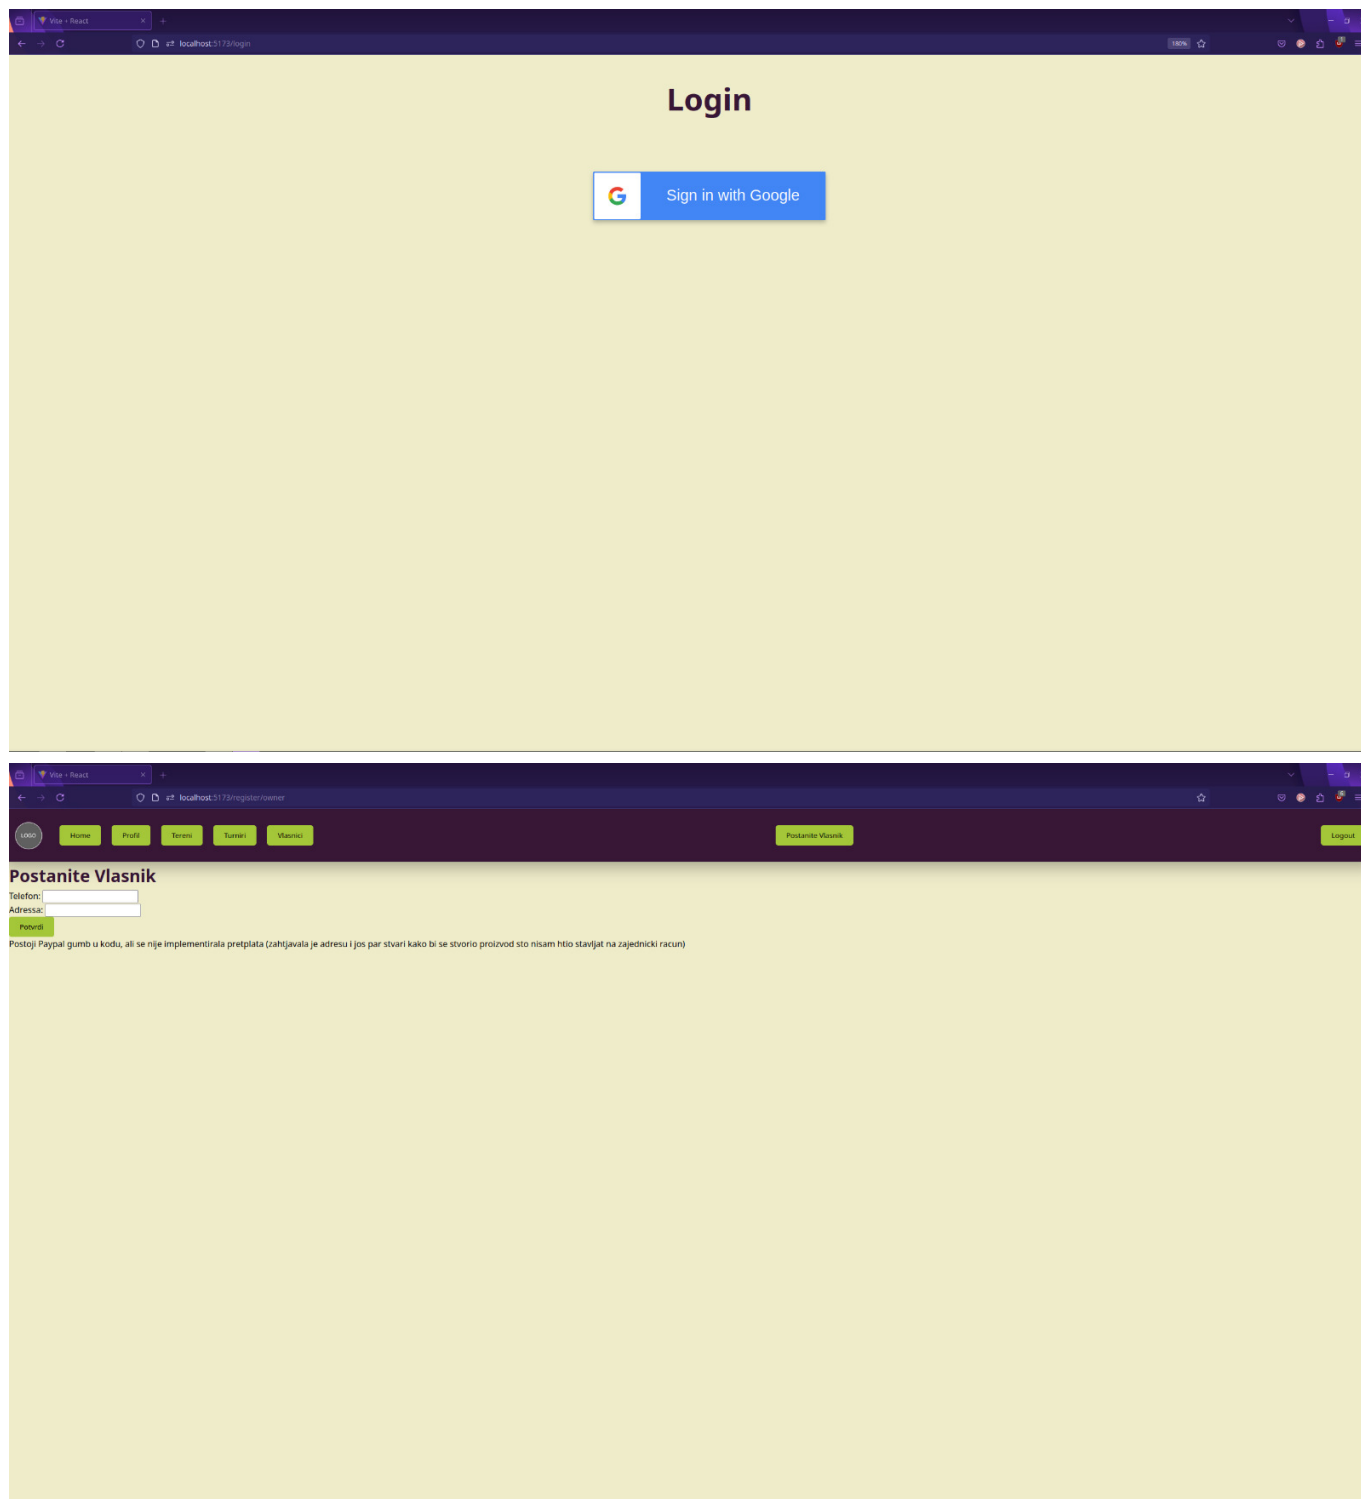 Vite + React
localhost:5173/login
180%
Login
Sign in with Google
Vite + React
localhost:5173/register/owner
LOGO Home Profil Tereni Turniri Vlasnici Postanite Vlasnik Logout
Postanite Vlasnik
Telefon:
Adressa:
Potvrdi
Postoji Paypal gumb u kodu, ali se nije implementirala pretplata (zahtjavala je adresu i jos par stvari kako bi se stvorio proizvod sto nisam htio stavljat na zajednicki racun)